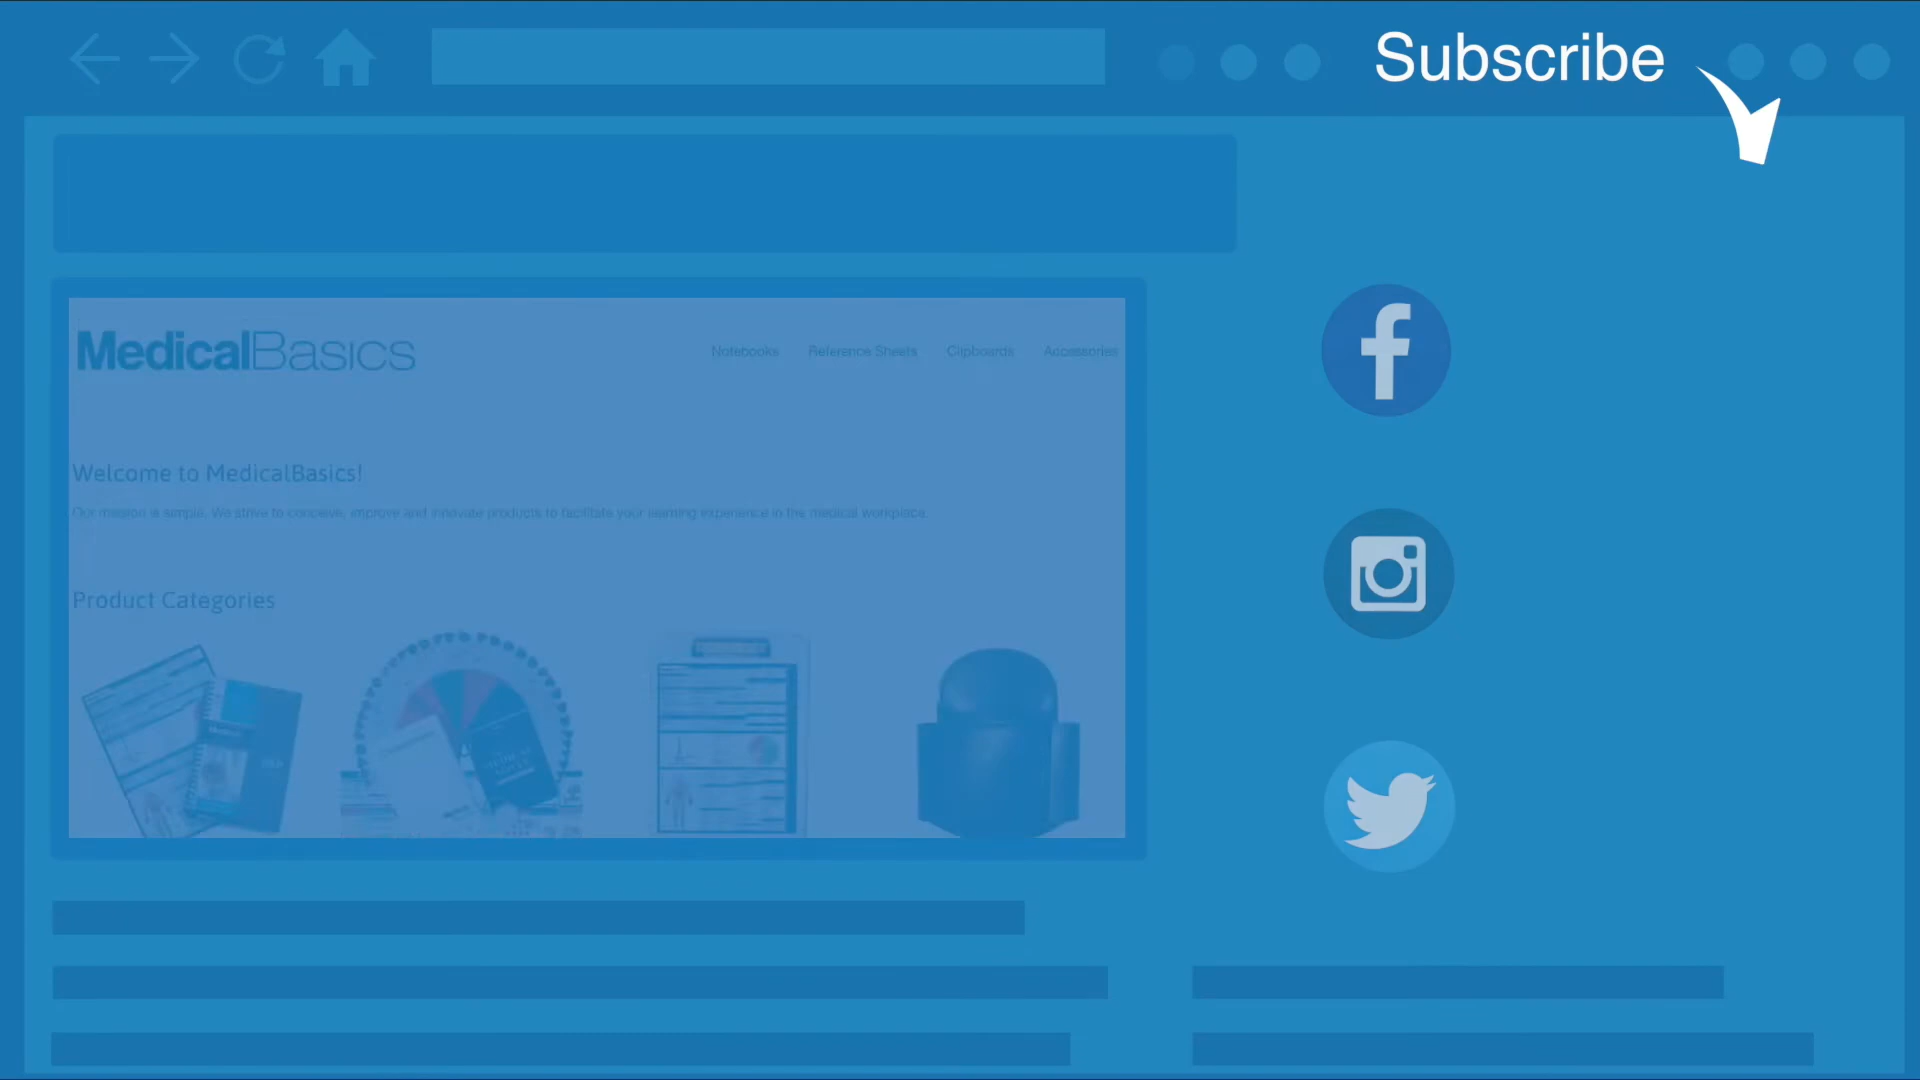 Subscribe
MedicalBasics
Notebooks Reference Sheets Clipboards Accessories
Welcome to MedicalBasics!
Our mission is simple. We strive to conceive, improve and innovate products to facilitate your learning experience in the medical workplace.
Product Categories